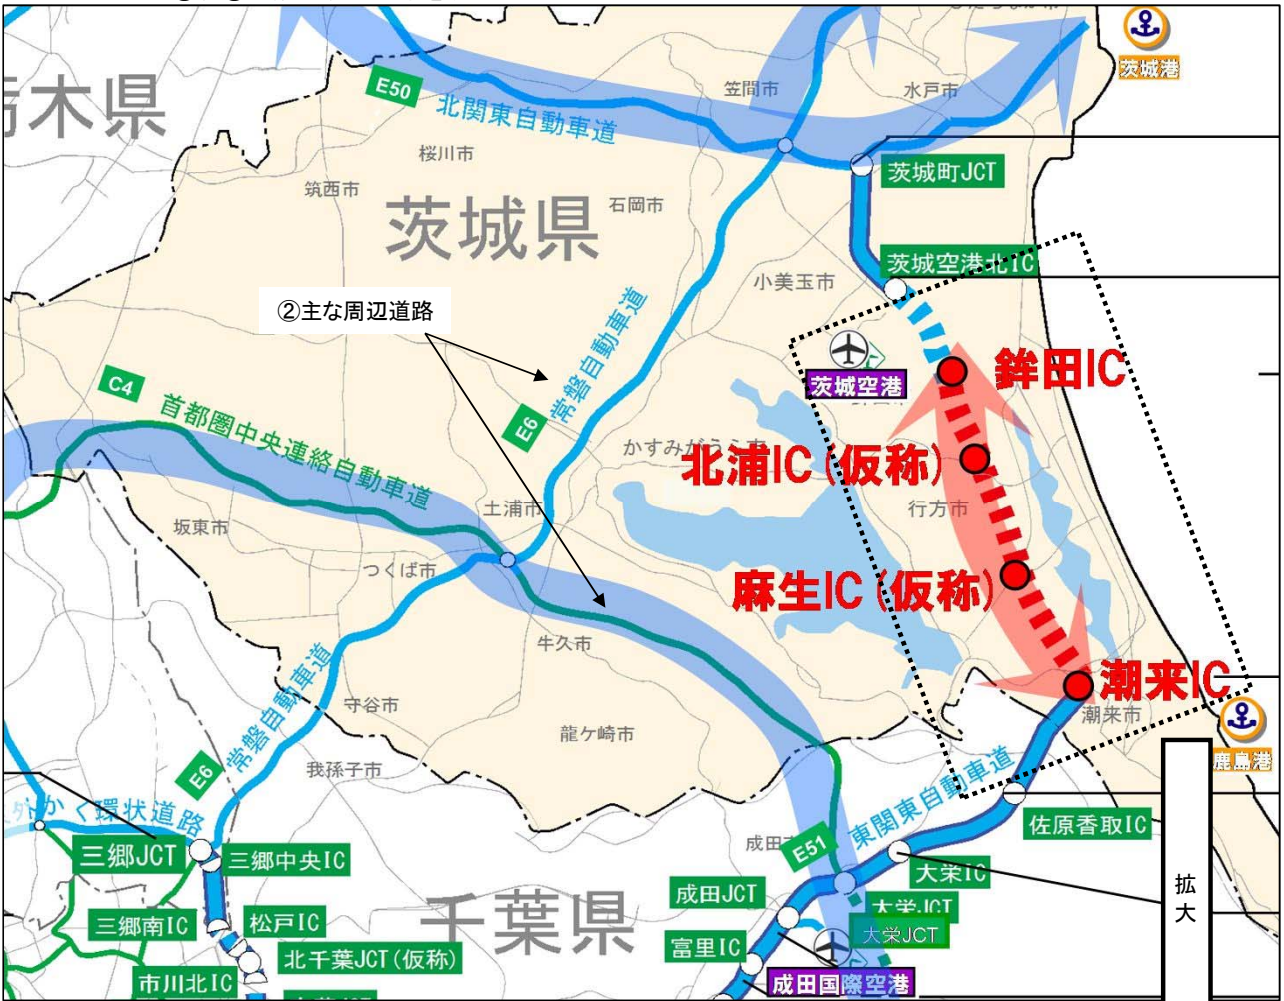 茨城港
栃木県
E50
北関東自動車道
笠間市
水戸市
桜川市
茨城町JCT
筑西市
茨城県
石岡市
茨城空港北IC
小美玉市
②主な周辺道路
常磐自動車道
E6
茨城空港
鉾田IC
C4
首都圏中央連絡自動車道
かすみがうら市
北浦IC(仮称)
行方市
土浦市
坂東市
つくば市
麻生IC(仮称)
牛久市
潮来IC
潮来市
守谷市
龍ケ崎市
鹿島港
常磐自動車道
E6
我孫子市
東関東自動車道
かく環状道路
佐原香取IC
三郷JCT
三郷中央IC
E51
大栄IC
拡大
成田JCT
千葉県
大栄JCT
大栄JCT
三郷南IC
松戸IC
富里IC
北千葉JCT(仮称)
市川北IC
成田国際空港